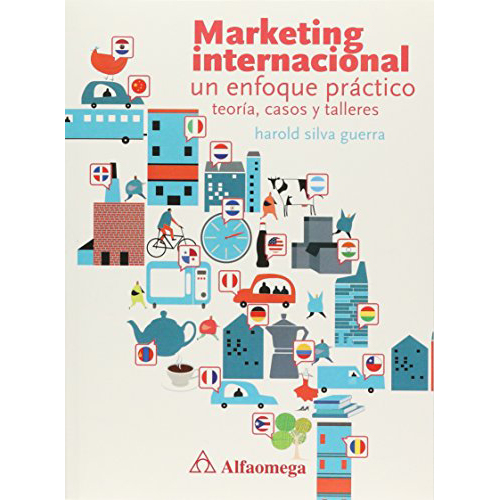 Marketing
internacional
un enfoque práctico
teoría, casos y talleres
harold silva guerra
Alfaomega